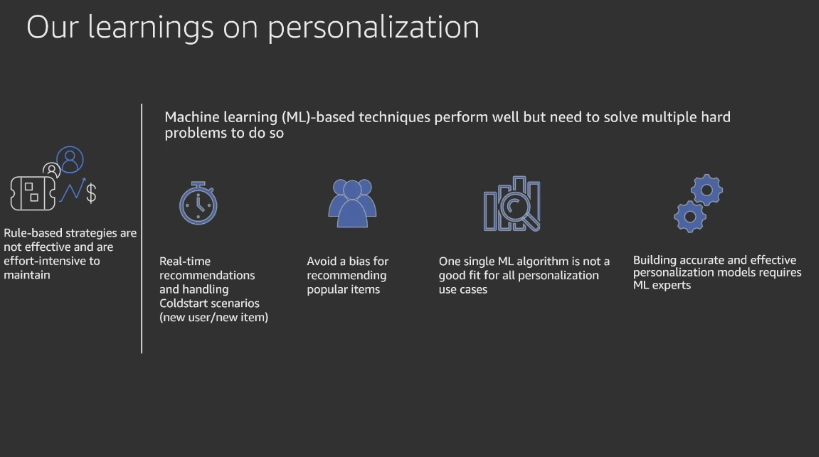 Our learnings on personalization
Machine learning (ML)-based techniques perform well but need to solve multiple hard
problems to do so
$
Rule-based strategies are
not effective and are
effort-intensive to
maintain
Real-time
recommendations
and handling
Coldstart scenarios
(new user/new item)
Avoid a bias for
recommending
popular items
One single ML algorithm is not a
good fit for all personalization
use cases
Building accurate and effective
personalization models requires
ML experts